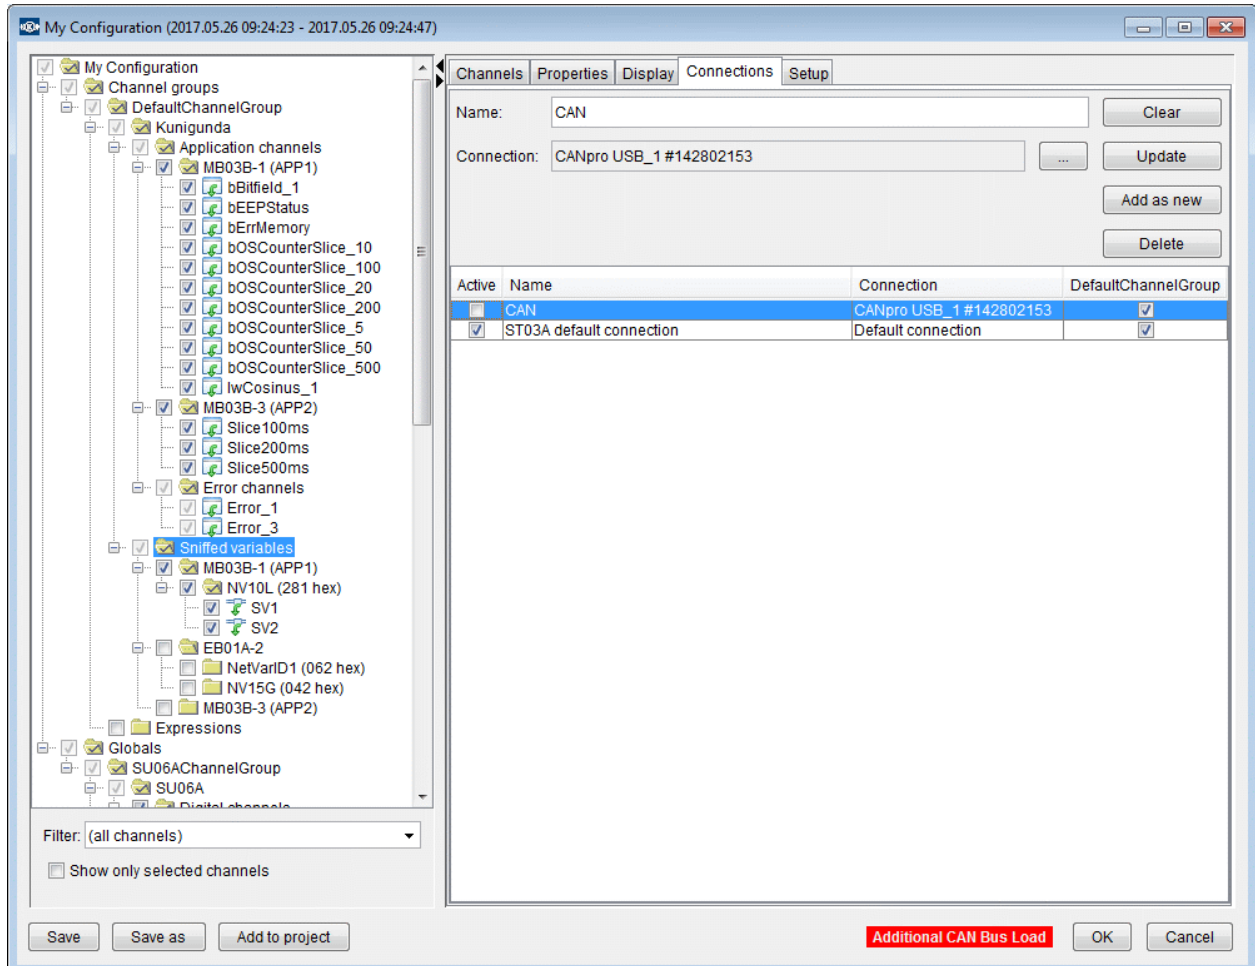 My Configuration (2017.05.26 09:24:23 - 2017.05.26 09:24:47)
My Configuration
Channel groups
DefaultChannelGroup
Kunigunda
Application channels
MB03B-1 (APP1)
bBitfield_1
bEEPStatus
bErrMemory
bOSCounterSlice_10
bOSCounterSlice_100
bOSCounterSlice_20
bOSCounterSlice_200
bOSCounterSlice_5
bOSCounterSlice_50
bOSCounterSlice_500
lwCosinus_1
MB03B-3 (APP2)
Slice100ms
Slice200ms
Slice500ms
Error channels
Error_1
Error_3
Sniffed variables
MB03B-1 (APP1)
NV10L (281 hex)
SV1
SV2
EB01A-2
NetVarID1 (062 hex)
NV15G (042 hex)
MB03B-3 (APP2)
Expressions
Globals
SU06AChannelGroup
SU06A
Digital channels
Filter: (all channels)
Show only selected channels
Channels Properties Display Connections Setup
Name: CAN Clear
Connection: CANpro USB_1 #142802153 ... Update
Add as new
Delete
Active Name Connection DefaultChannelGroup
CAN CANpro USB_1 #142802153
ST03A default connection Default connection
Save Save as Add to project Additional CAN Bus Load OK Cancel